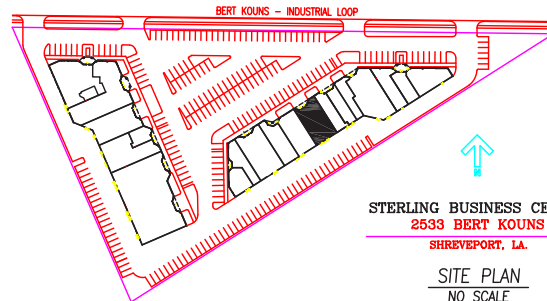 BERT KOUNS - INDUSTRIAL LOOP
STERLING BUSINESS CE
2533 BERT KOUNS
SHREVEPORT, LA.
SITE PLAN
NO SCALE